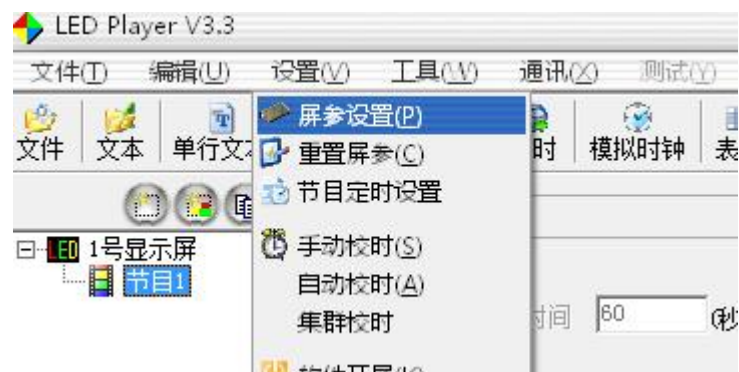 LED Player V3.3
文件(T) 编辑(U) 设置(V) 工具(W) 通讯(X) 测试(Y)
文件 文本 单行文 时 模拟时钟 表
屏参设置(P)
重置屏参(C)
节目定时设置
1号显示屏
手动校时(S)
节目1
自动校时(A)
集群校时
时间 60 (秒